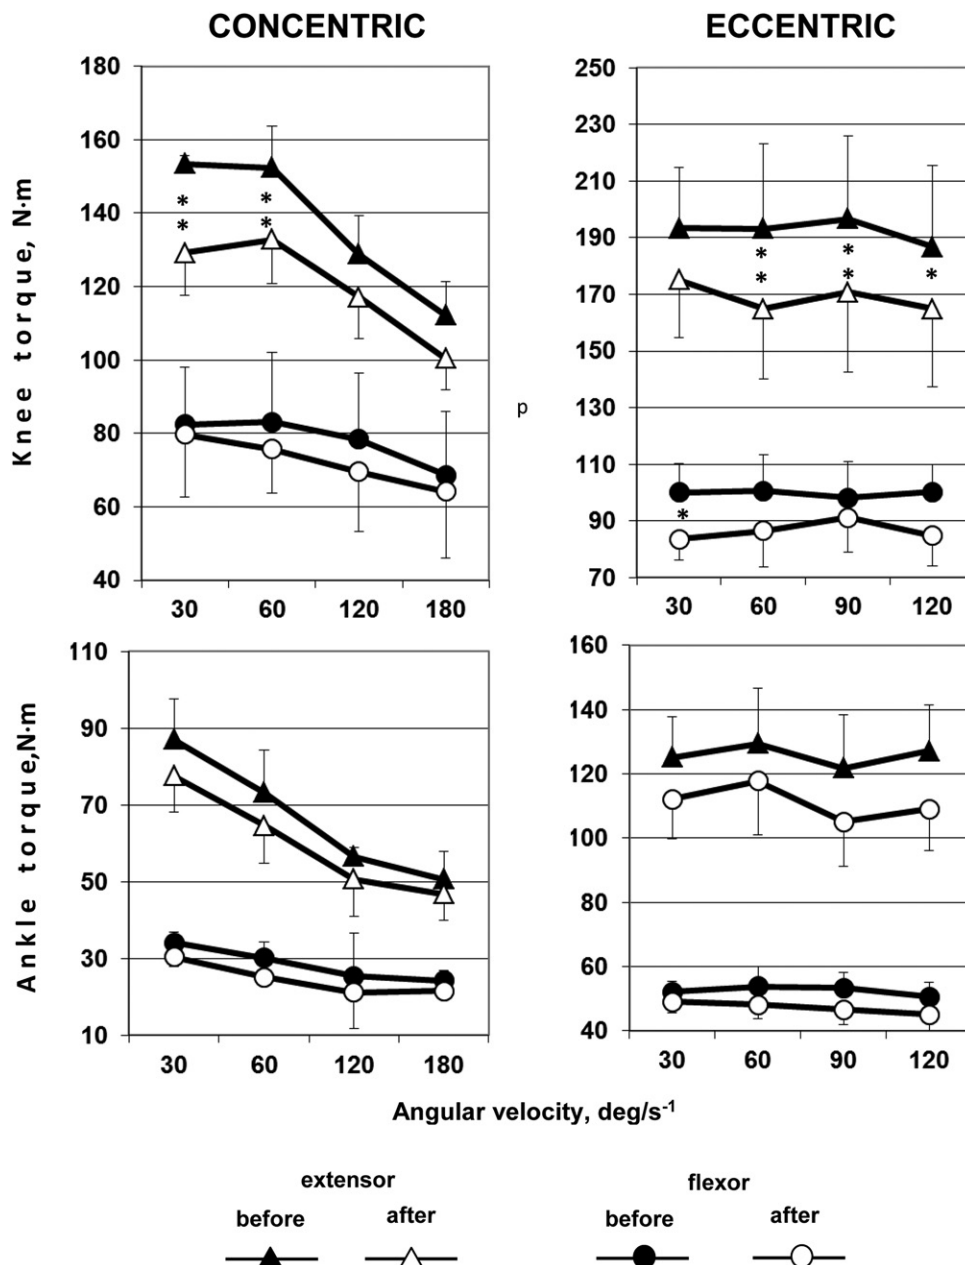 CONCENTRIC
ECCENTRIC
Knee torque, N·m
180
160
140
120
100
80
60
40
* *
* *
30 60 120 180
p
250
230
210
190
170
150
130
110
90
70
* *
* *
*
*
30 60 90 120
Ankle torque,N·m
110
90
70
50
30
10
30 60 120 180
160
140
120
100
80
60
40
30 60 90 120
Angular velocity, deg/s-1
extensor
flexor
before after
before after